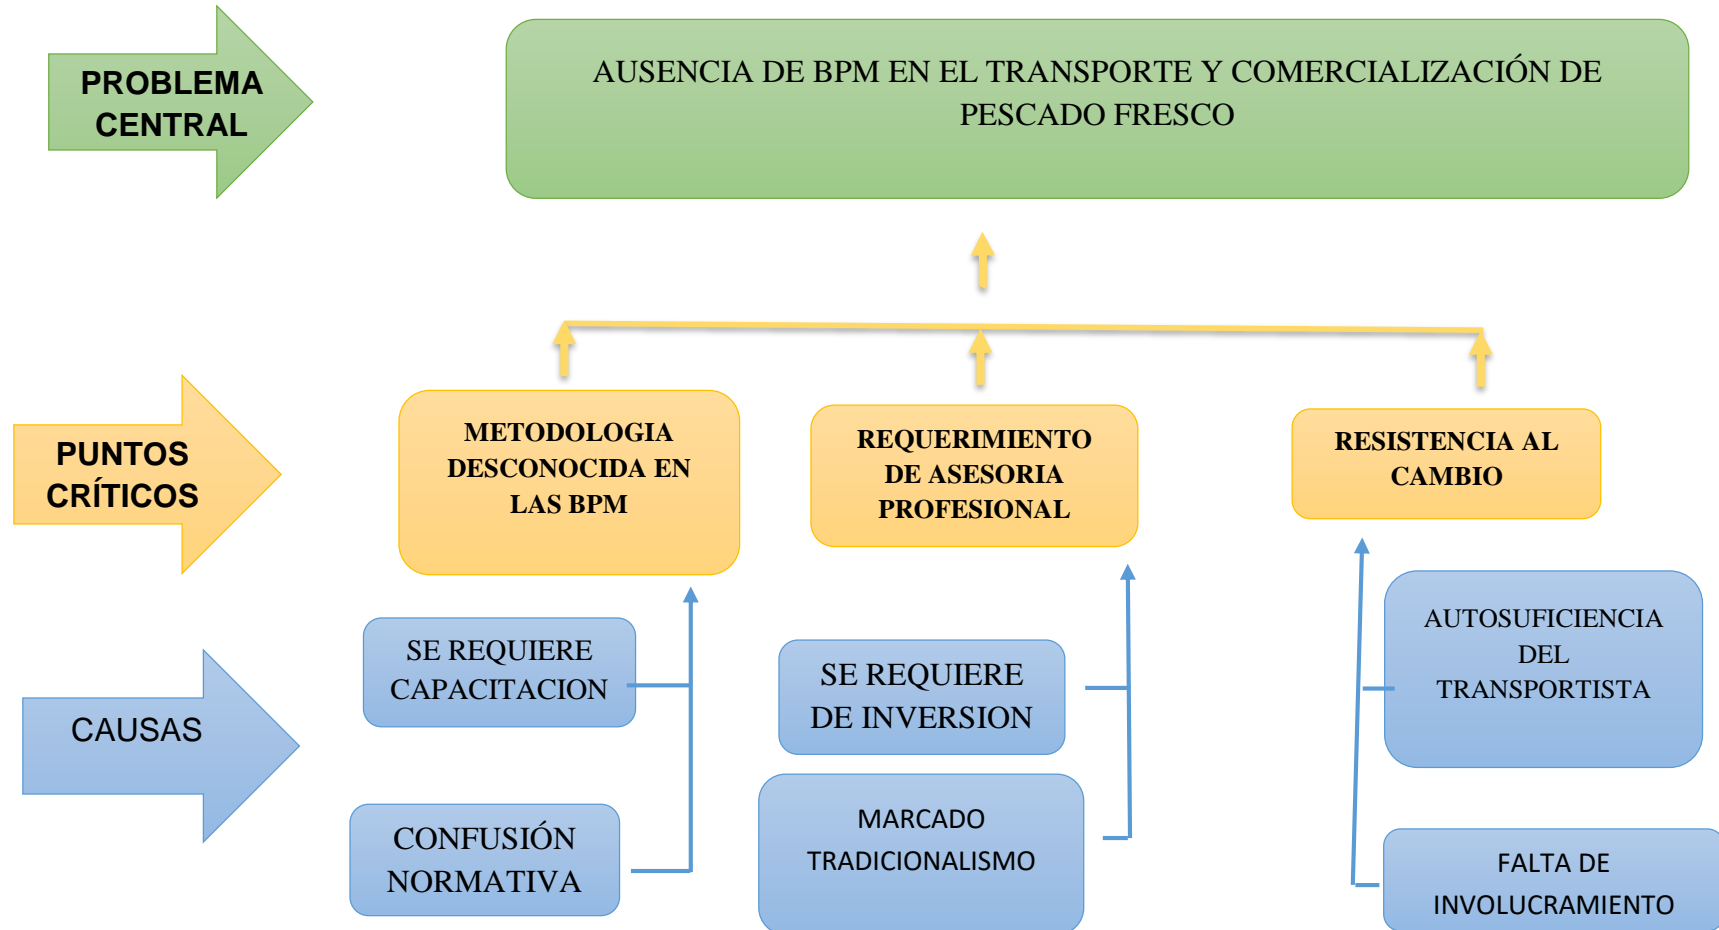 PROBLEMA
CENTRAL
AUSENCIA DE BPM EN EL TRANSPORTE Y COMERCIALIZACIÓN DE
PESCADO FRESCO
PUNTOS
CRÍTICOS
METODOLOGIA
DESCONOCIDA EN
LAS BPM
REQUERIMIENTO
DE ASESORIA
PROFESIONAL
RESISTENCIA AL
CAMBIO
CAUSAS
SE REQUIERE
CAPACITACION
SE REQUIERE
DE INVERSION
AUTOSUFICIENCIA
DEL
TRANSPORTISTA
CONFUSIÓN
NORMATIVA
MARCADO
TRADICIONALISMO
FALTA DE
INVOLUCRAMIENTO